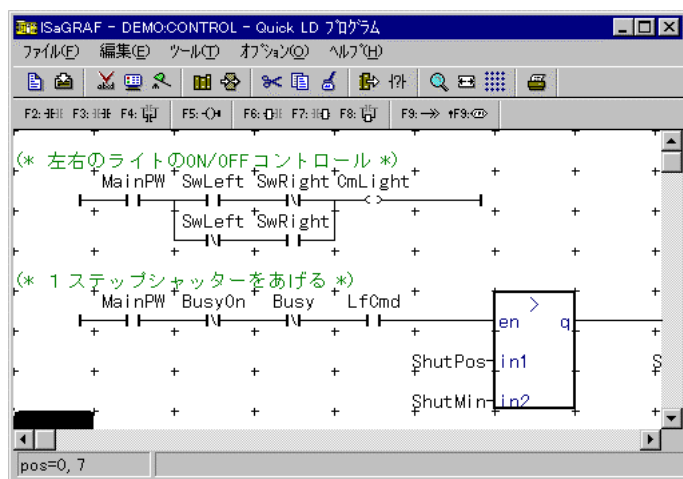 ISaGRAF - DEMO:CONTROL - Quick LD ﾌﾟﾛｸﾞﾗﾑ
ファイル(F) 編集(E) ツール(T) オプション(O) ヘルプ(H)
F2: F3: F4: F5: F6: F7: F8: F9: ↑F9:
(* 左右のライトのON/OFFコントロール *)
MainPW SwLeft SwRight CmLight
SwLeft SwRight
(* 1 ステップシャッターをあげる *)
MainPW BusyOn Busy LfCmd
>
en q
ShutPos in1 S
ShutMin in2
pos=0, 7